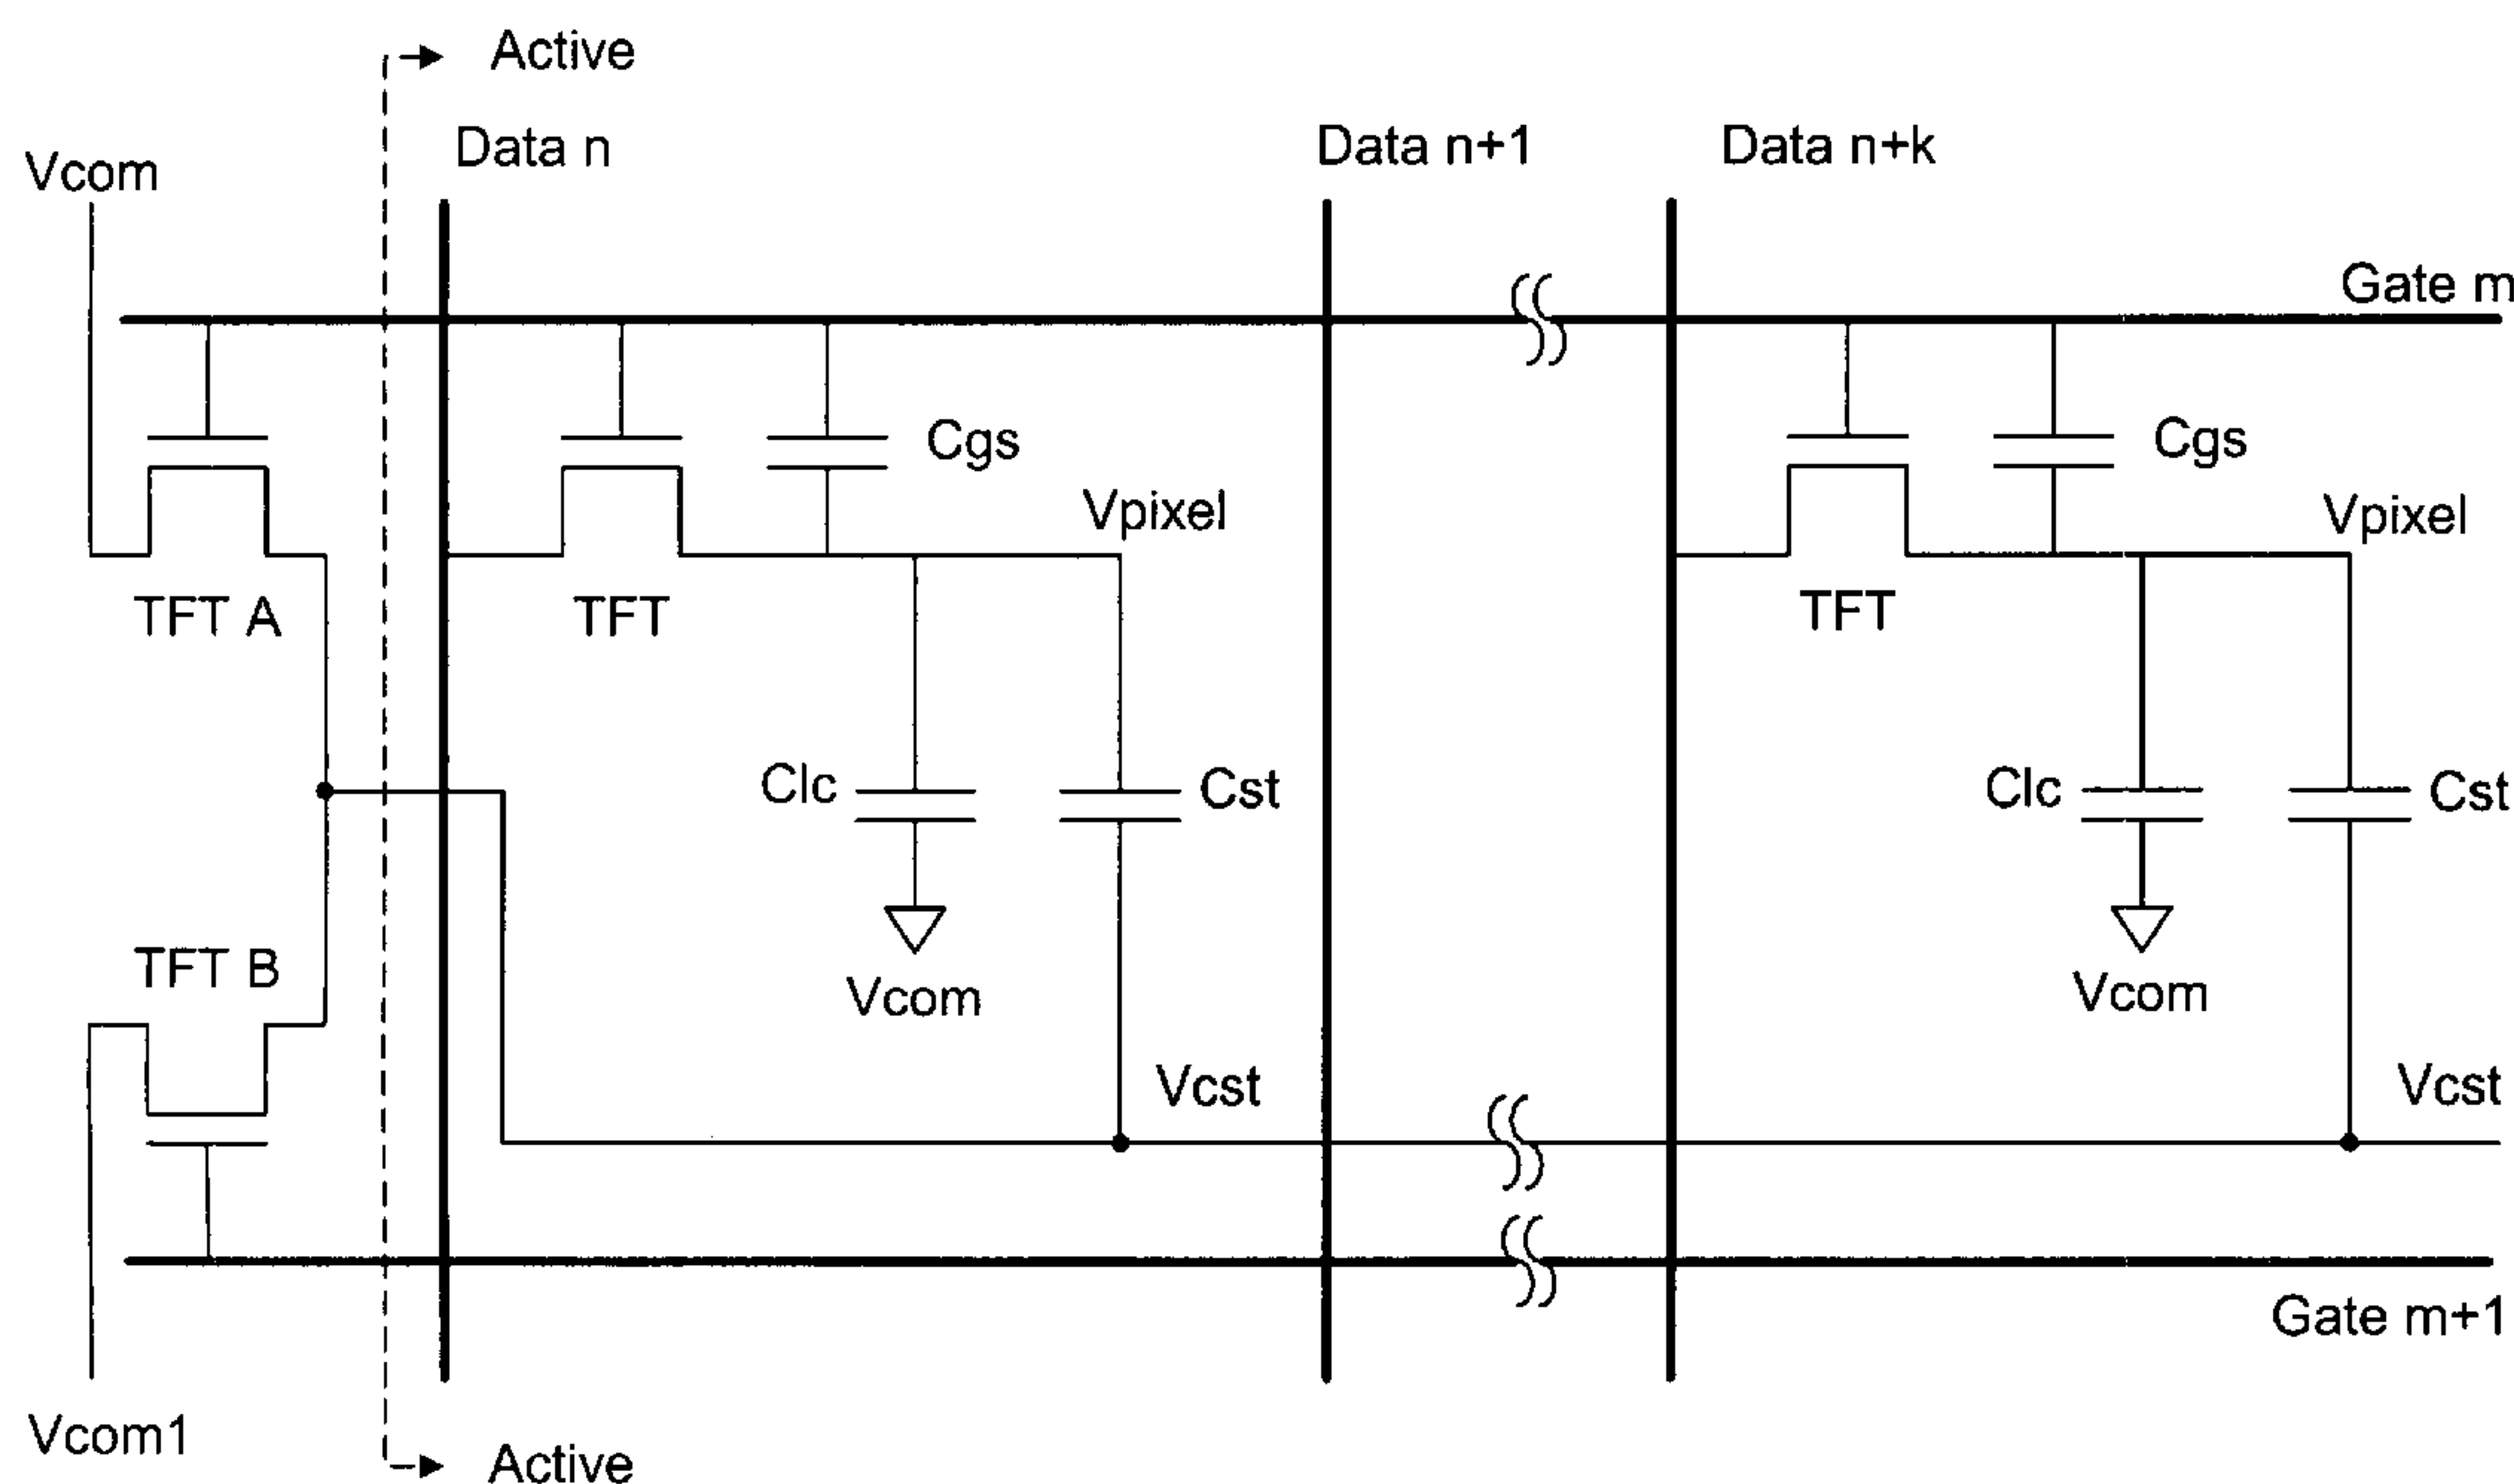 Active
Data n
Data n+1
Data n+k
Vcom
Gate m
Cgs
Cgs
Vpixel
Vpixel
TFT A
TFT
TFT
Clc
Cst
Clc
Cst
TFT B
Vcom
Vcom
Vcst
Vcst
Gate m+1
Vcom1
Active